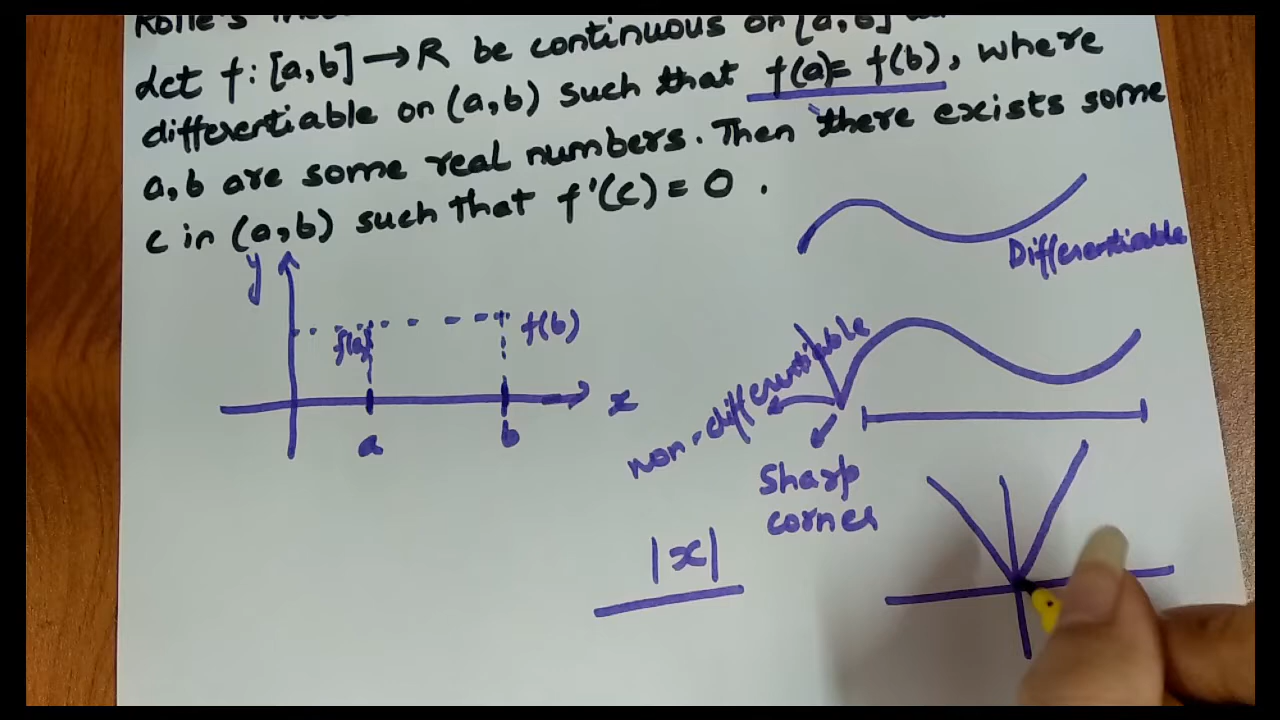 Rolle's
Let f: [a,b] → R be continuous on [a,b]
differentiable on (a,b) such that f(a)= f(b), where
a,b are some real numbers. Then there exists some
c in (a,b) such that f'(c) = 0 .
Differentiable
y
f(a)
f(b)
x
a
b
non-differentiable
Sharp
corner
|x|